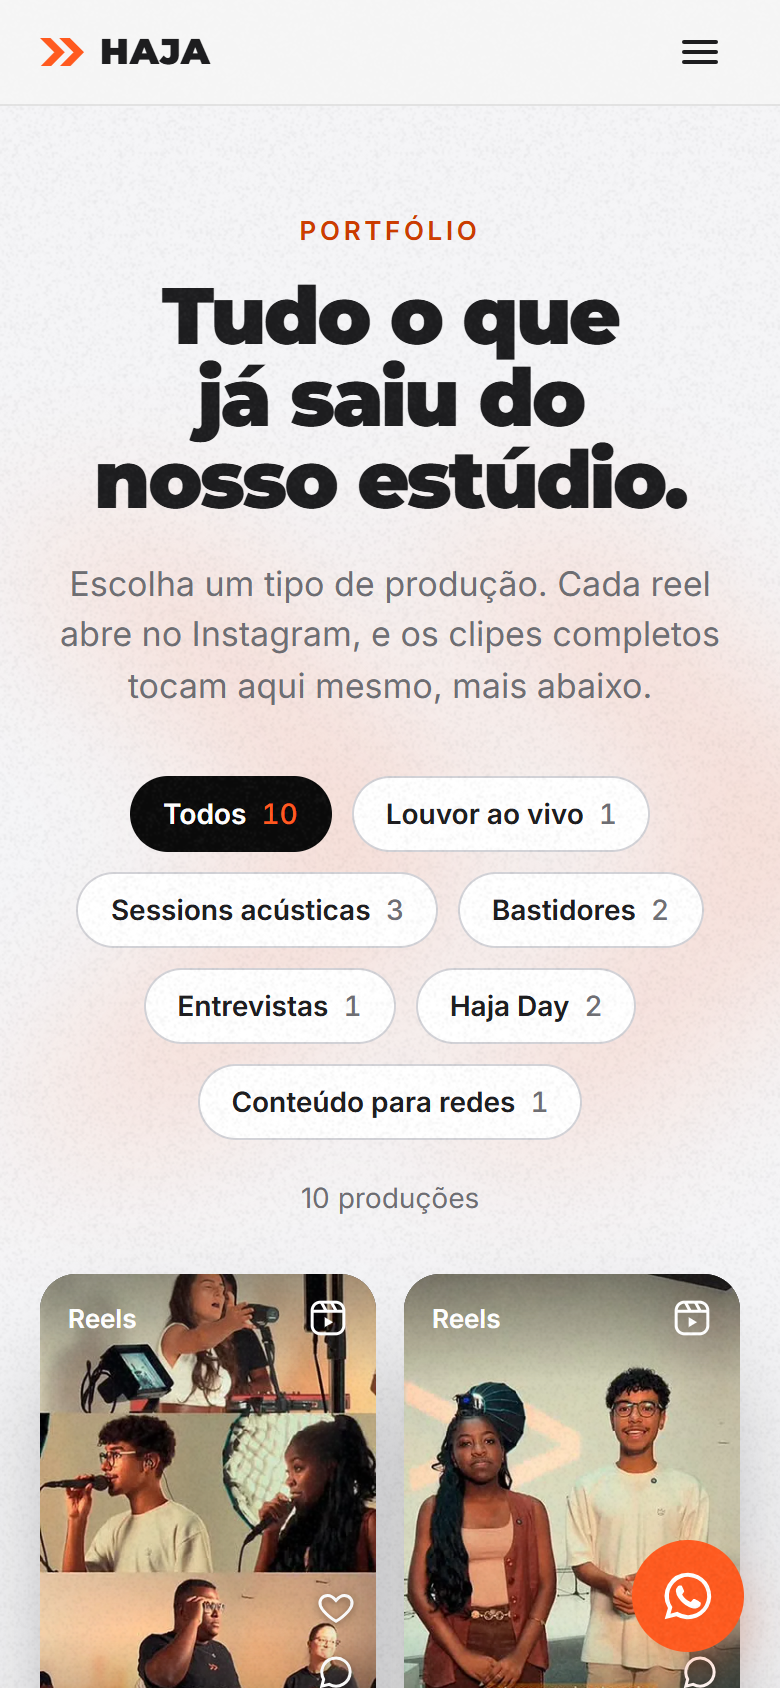 HAJA
PORTFÓLIO
Tudo o que
já saiu do
nosso estúdio.
Escolha um tipo de produção. Cada reel
abre no Instagram, e os clipes completos
tocam aqui mesmo, mais abaixo.
Todos 10
Louvor ao vivo 1
Sessions acústicas 3
Bastidores 2
Entrevistas 1
Haja Day 2
Conteúdo para redes 1
10 produções
Reels
Reels